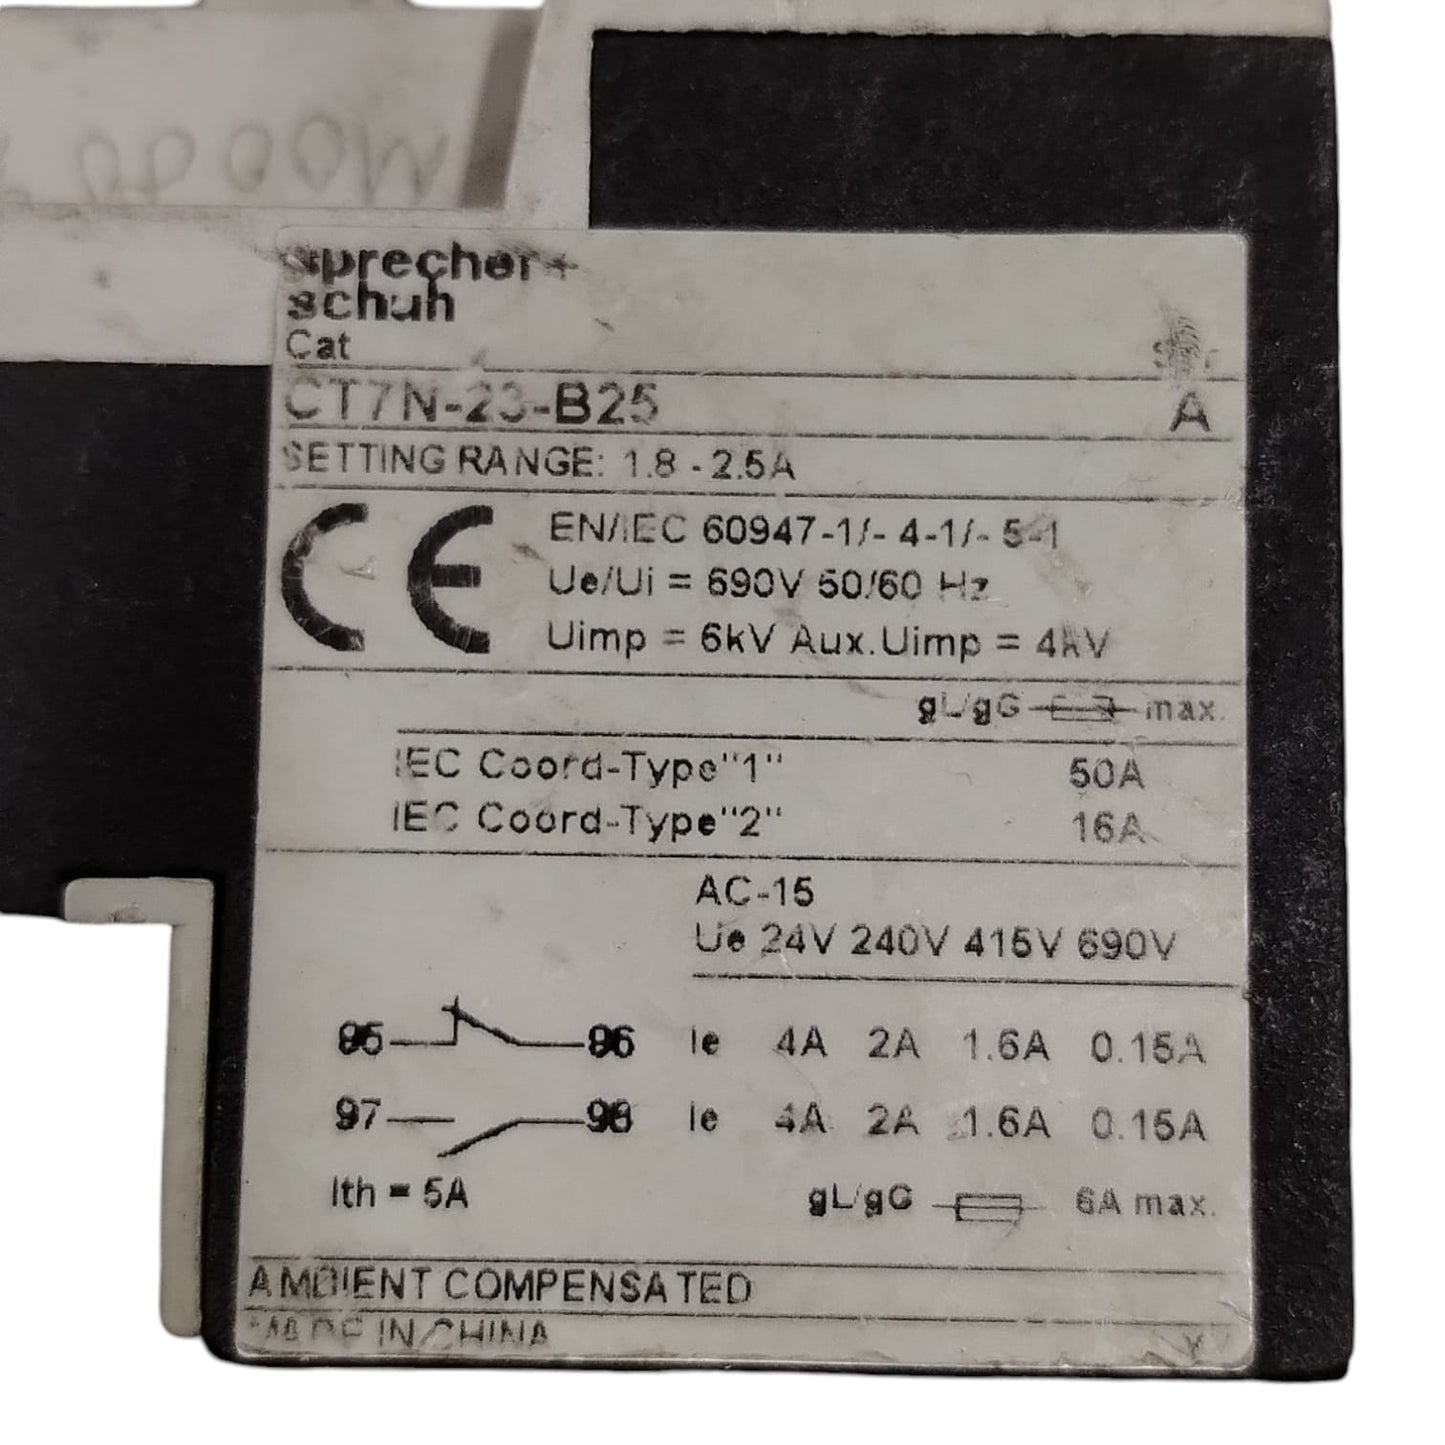 sprecher+
schuh
Cat Ser
CT7N-23-B25 A
SETTING RANGE: 1.8 - 2.5A
CE EN/IEC 60947-1/- 4-1/- 5-1
Ue/Ui = 690V 50/60 Hz
Uimp = 6kV Aux.Uimp = 4kV
gL/gG max.
IEC Coord-Type"1" 50A
IEC Coord-Type"2" 16A
AC-15
Ue 24V 240V 415V 690V
95 96 Ie 4A 2A 1.6A 0.15A
97 98 Ie 4A 2A 1.6A 0.15A
Ith = 5A gL/gG 6A max.
AMBIENT COMPENSATED
MADE IN CHINA